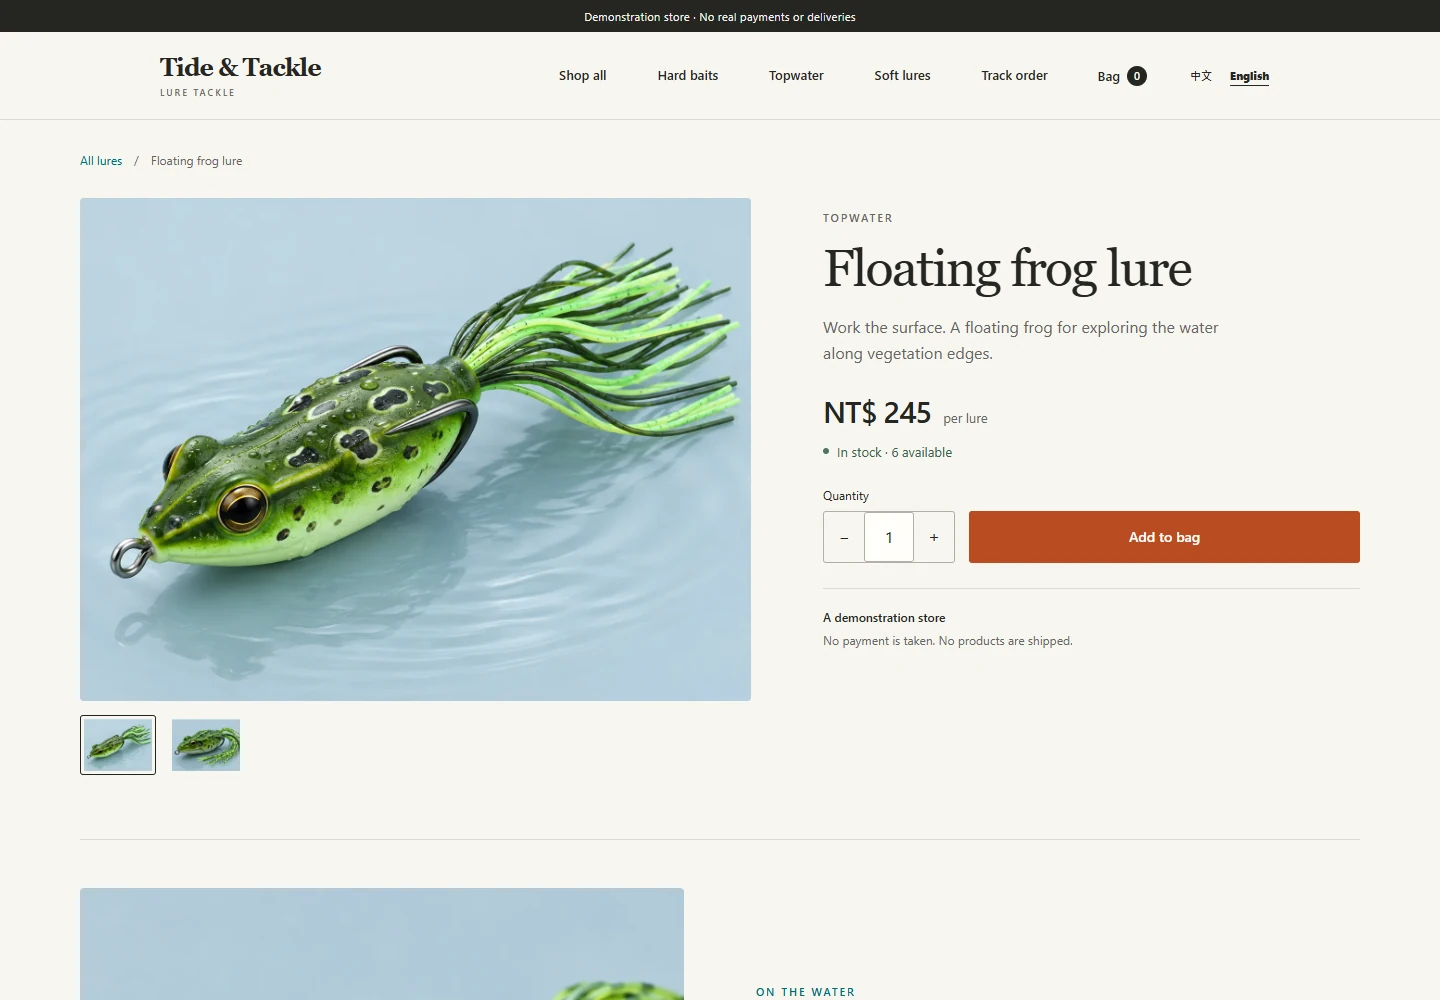 Demonstration store · No real payments or deliveries
Tide & Tackle
LURE TACKLE
Shop all
Hard baits
Topwater
Soft lures
Track order
Bag 0
中文
English
All lures / Floating frog lure
TOPWATER
Floating frog lure
Work the surface. A floating frog for exploring the water
along vegetation edges.
NT$ 245 per lure
In stock · 6 available
Quantity
− 1 +
Add to bag
A demonstration store
No payment is taken. No products are shipped.
ON THE WATER